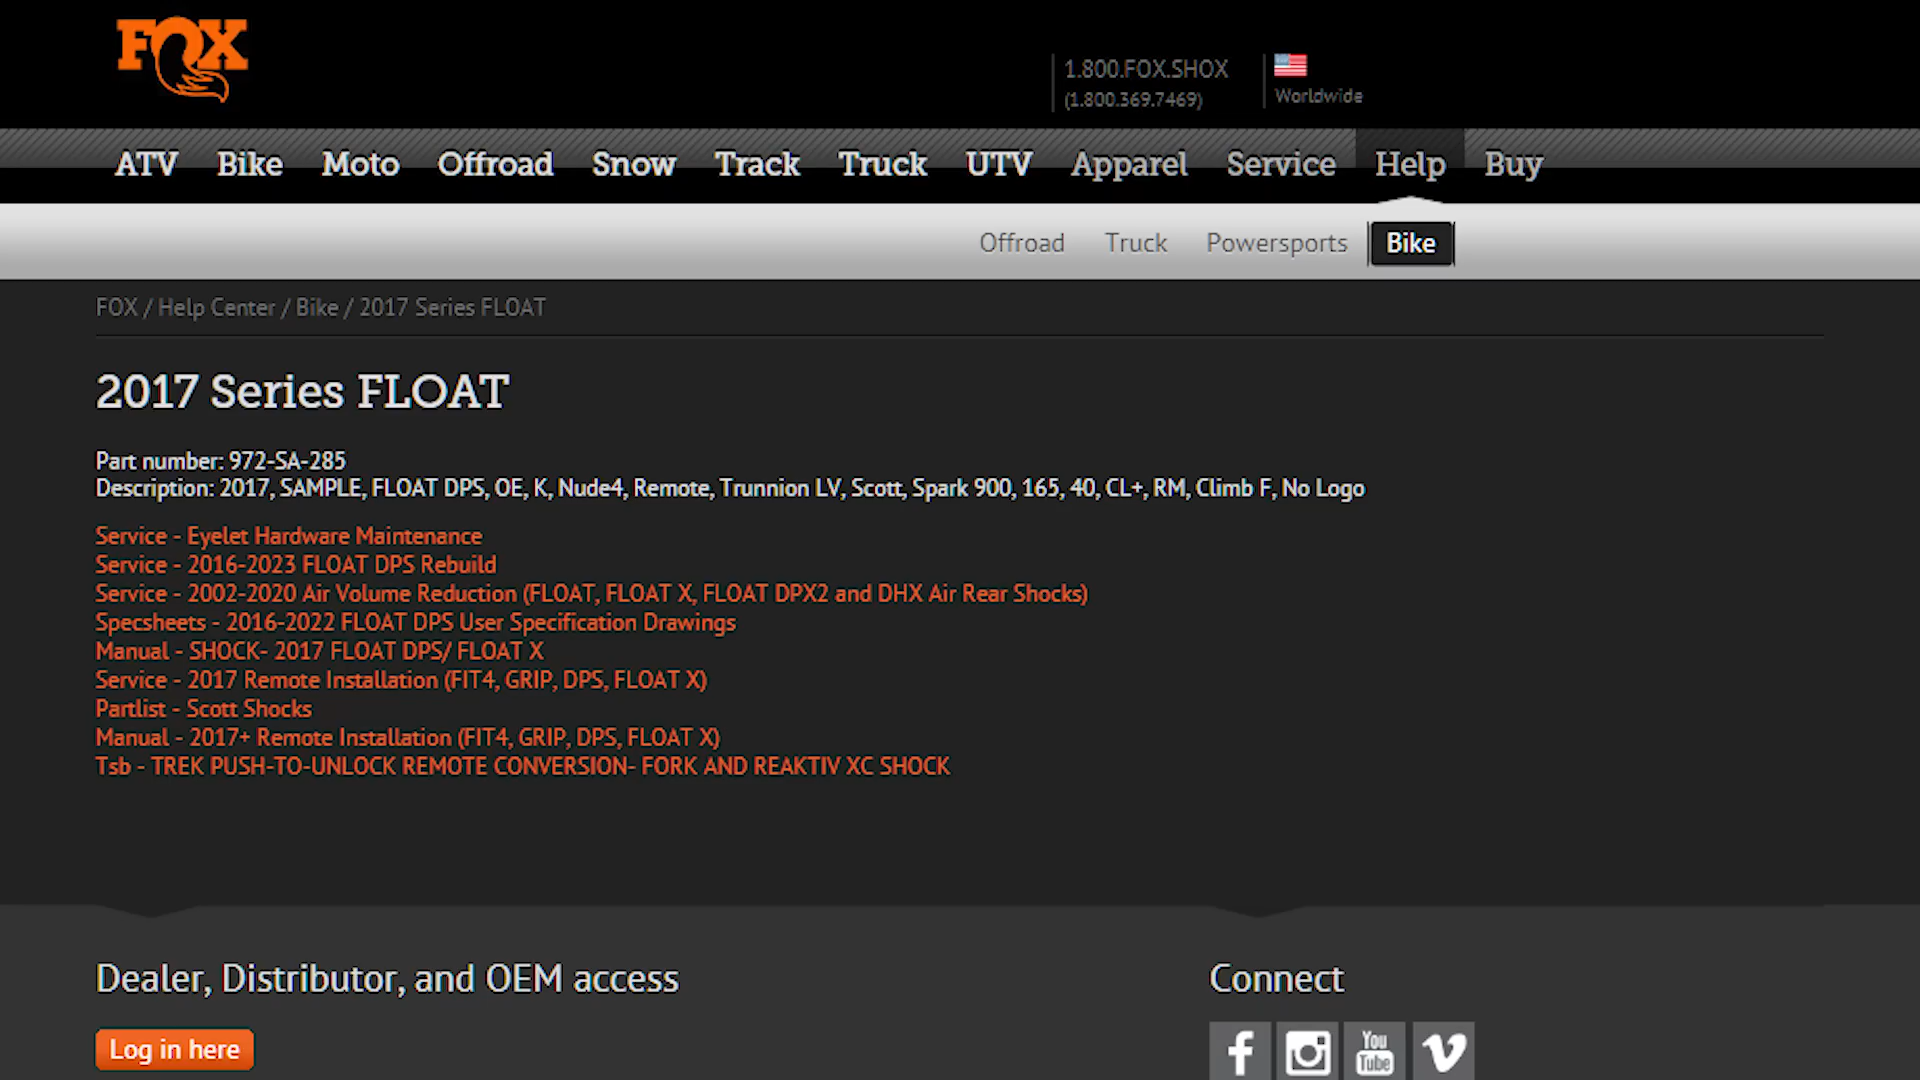 FOX
1.800.FOX.SHOX
(1.800.369.7469)
Worldwide
ATV Bike Moto Offroad Snow Track Truck UTV Apparel Service Help Buy
Offroad Truck Powersports Bike
FOX / Help Center / Bike / 2017 Series FLOAT
2017 Series FLOAT
Part number: 972-SA-285
Description: 2017, SAMPLE, FLOAT DPS, OE, K, Nude4, Remote, Trunnion LV, Scott, Spark 900, 165, 40, CL+, RM, Climb F, No Logo
Service - Eyelet Hardware Maintenance
Service - 2016-2023 FLOAT DPS Rebuild
Service - 2002-2020 Air Volume Reduction (FLOAT, FLOAT X, FLOAT DPX2 and DHX Air Rear Shocks)
Specsheets - 2016-2022 FLOAT DPS User Specification Drawings
Manual - SHOCK- 2017 FLOAT DPS/ FLOAT X
Service - 2017 Remote Installation (FIT4, GRIP, DPS, FLOAT X)
Partlist - Scott Shocks
Manual - 2017+ Remote Installation (FIT4, GRIP, DPS, FLOAT X)
Tsb - TREK PUSH-TO-UNLOCK REMOTE CONVERSION- FORK AND REAKTIV XC SHOCK
Dealer, Distributor, and OEM access
Connect
Log in here
You
Tube